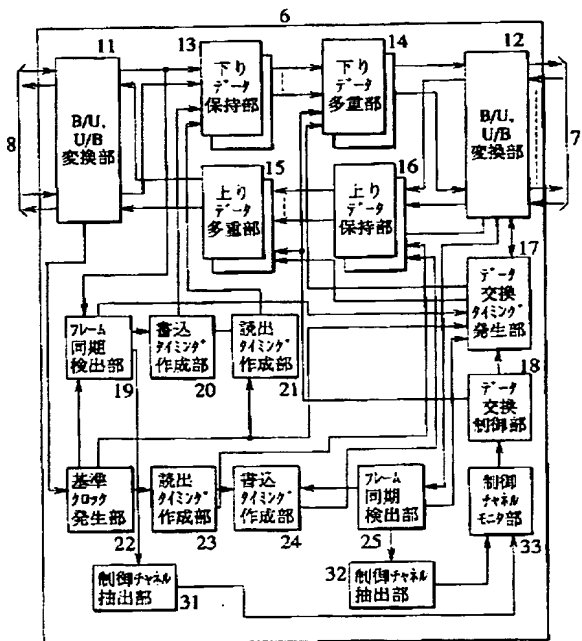 6
11
13
14
12
下り
データ
保持部
下り
データ
多重部
B/U,
U/B
変換部
B/U,
U/B
変換部
8
7
15
16
上り
データ
多重部
上り
データ
保持部
17
データ
交換
タイミング
発生部
フレーム
同期
検出部
書込
タイミング
作成部
読出
タイミング
作成部
19
20
21
18
データ
交換
制御部
基準
クロック
発生部
読出
タイミング
作成部
書込
タイミング
作成部
フレーム
同期
検出部
制御
チャネル
モニタ部
22
23
24
25
33
制御チャネル
抽出部
31
32
制御チャネル
抽出部